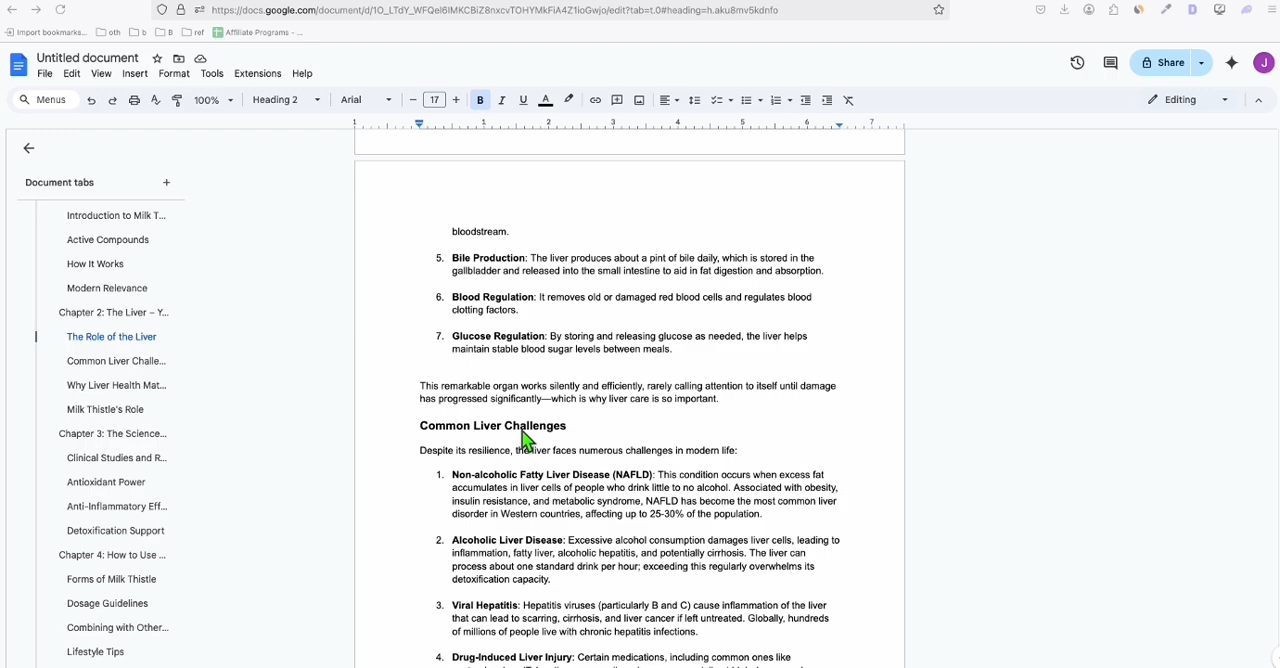 https://docs.google.com/document/d/1O_LTdY_WFQel6IMKCBiZ8nxcvTOHYMkFiA4Z1ioGwjo/edit?tab=t.0#heading=h.aku8mv5kdnfo
Import bookmarks... oth b B ref Affiliate Programs - ...
Untitled document
File Edit View Insert Format Tools Extensions Help
Share
J
Menus 100% Heading 2 Arial 17 B I U A Editing
1 1 2 3 4 5 6 7
Document tabs
Introduction to Milk T...
Active Compounds
How It Works
Modern Relevance
Chapter 2: The Liver – Y...
The Role of the Liver
Common Liver Challe...
Why Liver Health Mat...
Milk Thistle's Role
Chapter 3: The Science...
Clinical Studies and R...
Antioxidant Power
Anti-Inflammatory Eff...
Detoxification Support
Chapter 4: How to Use ...
Forms of Milk Thistle
Dosage Guidelines
Combining with Other...
Lifestyle Tips
bloodstream.
5. Bile Production: The liver produces about a pint of bile daily, which is stored in the
gallbladder and released into the small intestine to aid in fat digestion and absorption.
6. Blood Regulation: It removes old or damaged red blood cells and regulates blood
clotting factors.
7. Glucose Regulation: By storing and releasing glucose as needed, the liver helps
maintain stable blood sugar levels between meals.
This remarkable organ works silently and efficiently, rarely calling attention to itself until damage
has progressed significantly—which is why liver care is so important.
Common Liver Challenges
Despite its resilience, the liver faces numerous challenges in modern life:
1. Non-alcoholic Fatty Liver Disease (NAFLD): This condition occurs when excess fat
accumulates in liver cells of people who drink little to no alcohol. Associated with obesity,
insulin resistance, and metabolic syndrome, NAFLD has become the most common liver
disorder in Western countries, affecting up to 25-30% of the population.
2. Alcoholic Liver Disease: Excessive alcohol consumption damages liver cells, leading to
inflammation, fatty liver, alcoholic hepatitis, and potentially cirrhosis. The liver can
process about one standard drink per hour; exceeding this regularly overwhelms its
detoxification capacity.
3. Viral Hepatitis: Hepatitis viruses (particularly B and C) cause inflammation of the liver
that can lead to scarring, cirrhosis, and liver cancer if left untreated. Globally, hundreds
of millions of people live with chronic hepatitis infections.
4. Drug-Induced Liver Injury: Certain medications, including common ones like